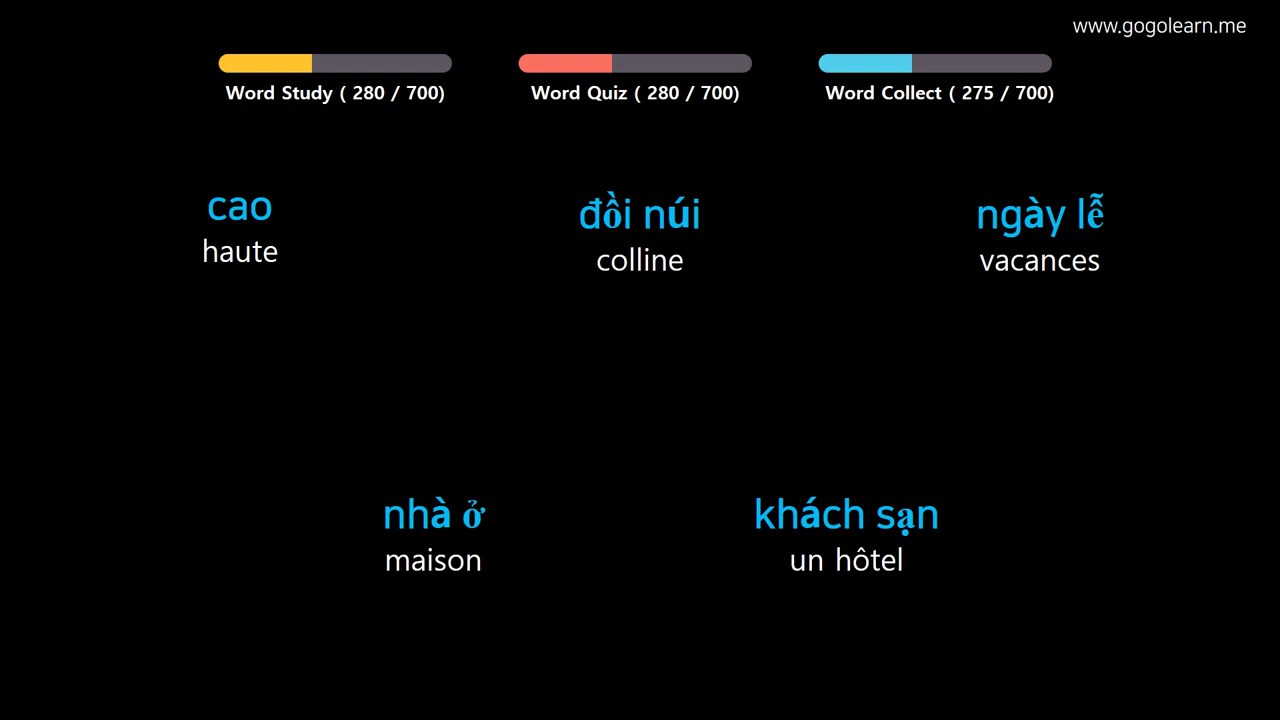 www.gogolearn.me
Word Study ( 280 / 700)
Word Quiz ( 280 / 700)
Word Collect ( 275 / 700)
cao
haute
đồi núi
colline
ngày lễ
vacances
nhà ở
maison
khách sạn
un hôtel